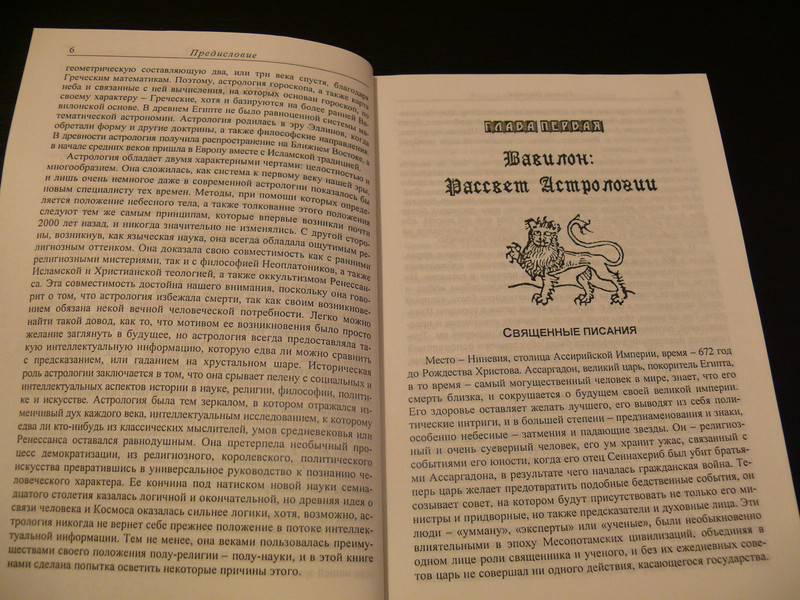 6
Предисловие
геометрическую составляющую два, или три века спустя, благодаря
Греческим математикам. Поэтому, астрология гороскопа, а также карта
неба и связанные с ней вычисления, на которых основан гороскоп, по
своему характеру – Греческие, хотя и базируются на более ранней Ва-
вилонской основе. В древнем Египте не было равноценной системы ма-
тематической астрономии. Астрология родилась в эру Эллинов, когда
обретали форму и другие доктрины, а также философские направления.
В древности астрология получила распространение на Ближнем Востоке, а
в начале средних веков пришла в Европу вместе с Исламской традицией.
Астрология обладает двумя характерными чертами: целостностью и
многообразием. Она сложилась, как система к первому веку нашей эры,
и лишь очень немногое даже в современной астрологии показалось бы
новым специалисту тех времен. Методы, при помощи которых опреде-
ляется положение небесного тела, а также толкование этого положения
следуют тем же самым принципам, которые впервые возникли почти
2000 лет назад, и никогда значительно не изменялись. С другой сторо-
ны, возникнув, как языческая наука, она всегда обладала ощутимым ре-
лигиозным оттенком. Она доказала свою совместимость как с ранними
религиозными мистериями, так и с философией Неоплатоников, а также
Исламской и Христианской теологией, а также оккультизмом Ренессан-
са. Эта совместимость достойна нашего внимания, поскольку она гово-
рит о том, что астрология избежала смерти, так как своим возникнове-
нием обязана некой вечной человеческой потребности. Легко можно
найти такой довод, как то, что мотивом ее возникновения было просто
желание заглянуть в будущее, но астрология всегда предоставляла та-
кую интеллектуальную информацию, которую едва ли можно сравнить
с предсказанием, или гаданием на хрустальном шаре. Историческая
роль астрологии заключается в том, что она срывает пелену с социальных и
интеллектуальных аспектов истории в науке, религии, философии, полити-
ке и искусстве. Астрология была тем зеркалом, в котором отражался из-
менчивый дух каждого века, интеллектуальным исследованием, к которому
едва ли кто-нибудь из классических мыслителей, умов средневековья или
Ренессанса оставался равнодушным. Она претерпела необычный про-
цесс демократизации, из религиозного, королевского, политического
искусства превратившись в универсальное руководство к познанию че-
ловеческого характера. Ее кончина под натиском новой науки семна-
дцатого столетия казалась логичной и окончательной, но древняя идея о
связи человека и Космоса оказалась сильнее логики, хотя, возможно, ас-
трология никогда не вернет себе прежнее положение в потоке интеллек-
туальной информации. Тем не менее, она веками пользовалась преиму-
ществами своего положения полу-религии – полу-науки, и в этой книге
нами сделана попытка осветить некоторые причины этого.
ГЛАВА ПЕРВАЯ
Вавилон:
Рассвет Астрологии
СВЯЩЕННЫЕ ПИСАНИЯ
Место – Ниневия, столица Ассирийской Империи, время – 672 год
до Рождества Христова. Ассаргадон, великий царь, покоритель Египта,
в то время – самый могущественный человек в мире, знает, что его
смерть близка, и сокрушается о будущем своей великой империи.
Его здоровье оставляет желать лучшего, его выводят из себя поли-
тические интриги, и в большей степени – предзнаменования и знаки,
особенно небесные – затмения и падающие звезды. Он – религиоз-
ный и очень суеверный человек, его ум хранит ужас, связанный с
событиями его юности, когда его отец Сеннахериб был убит братья-
ми Ассаргадона, в результате чего началась гражданская война. Те-
перь царь желает предотвратить подобные бедственные события, он
созывает совет, на котором будут присутствовать не только его ми-
нистры и придворные, но также предсказатели и духовные лица. Эти
люди – «умману», «эксперты» или «ученые», были необыкновенно
влиятельными в эпоху Месопотамских цивилизаций, объединяя в
одном лице роли священника и ученого, и без их ежедневных сове-
тов царь не совершал ни одного действия, касающегося государства.